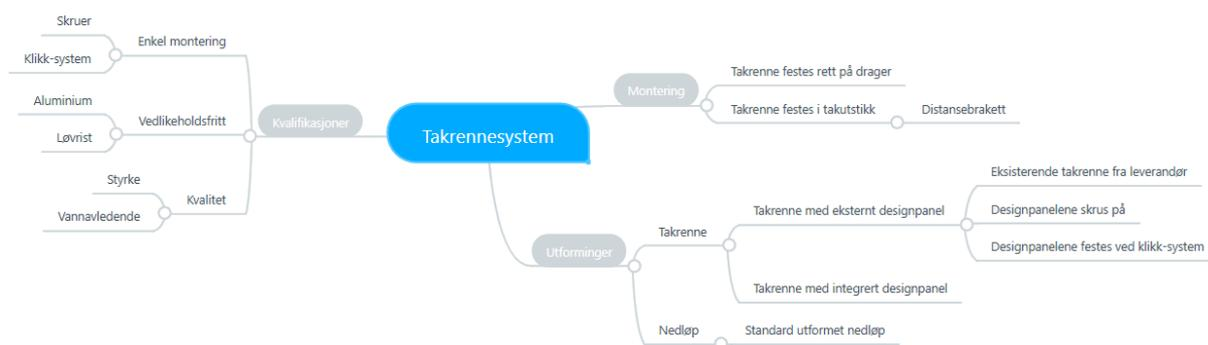 Takrennesystem
Kvalifikasjoner
Enkel montering
Skruer
Klikk-system
Vedlikeholdsfritt
Aluminium
Løvrist
Kvalitet
Styrke
Vannavledende
Montering
Takrenne festes rett på drager
Takrenne festes i takutstikk
Distansebrakett
Utforminger
Takrenne
Takrenne med eksternt designpanel
Eksisterende takrenne fra leverandør
Designpanelene skrus på
Designpanelene festes ved klikk-system
Takrenne med integrert designpanel
Nedløp
Standard utformet nedløp